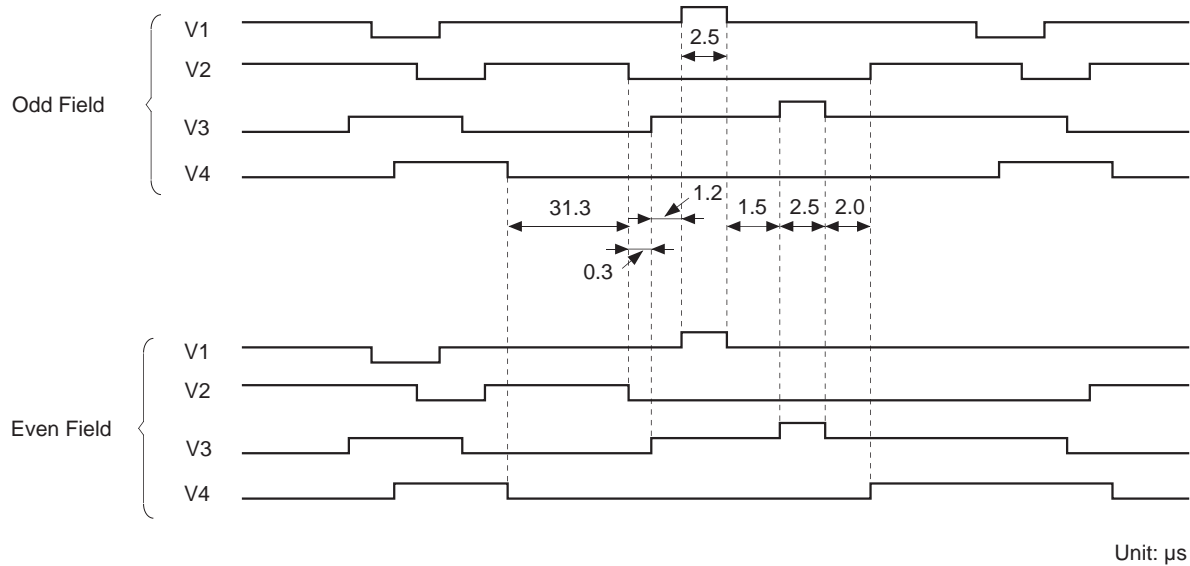 Odd Field
V1
2.5
V2
V3
V4
31.3
1.2
1.5
2.5
2.0
0.3
Even Field
V1
V2
V3
V4
Unit: µs